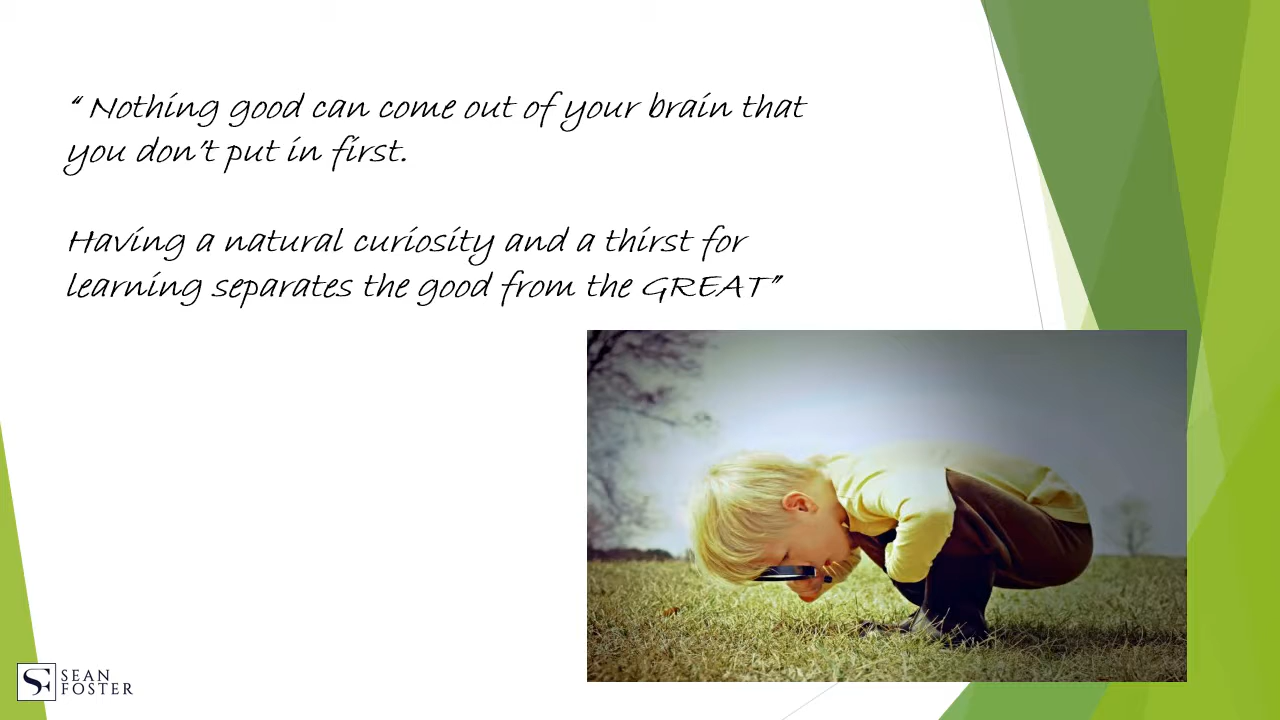 “ Nothing good can come out of your brain that
you don’t put in first.
Having a natural curiosity and a thirst for
learning separates the good from the GREAT”
SF
SEAN
FOSTER